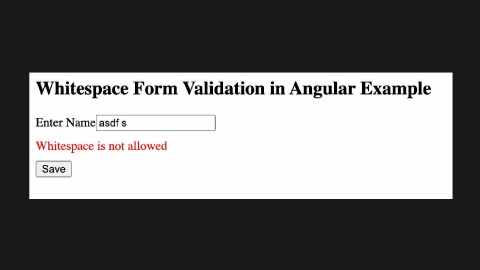 Whitespace Form Validation in Angular Example
Enter Name asdf s
Whitespace is not allowed
Save